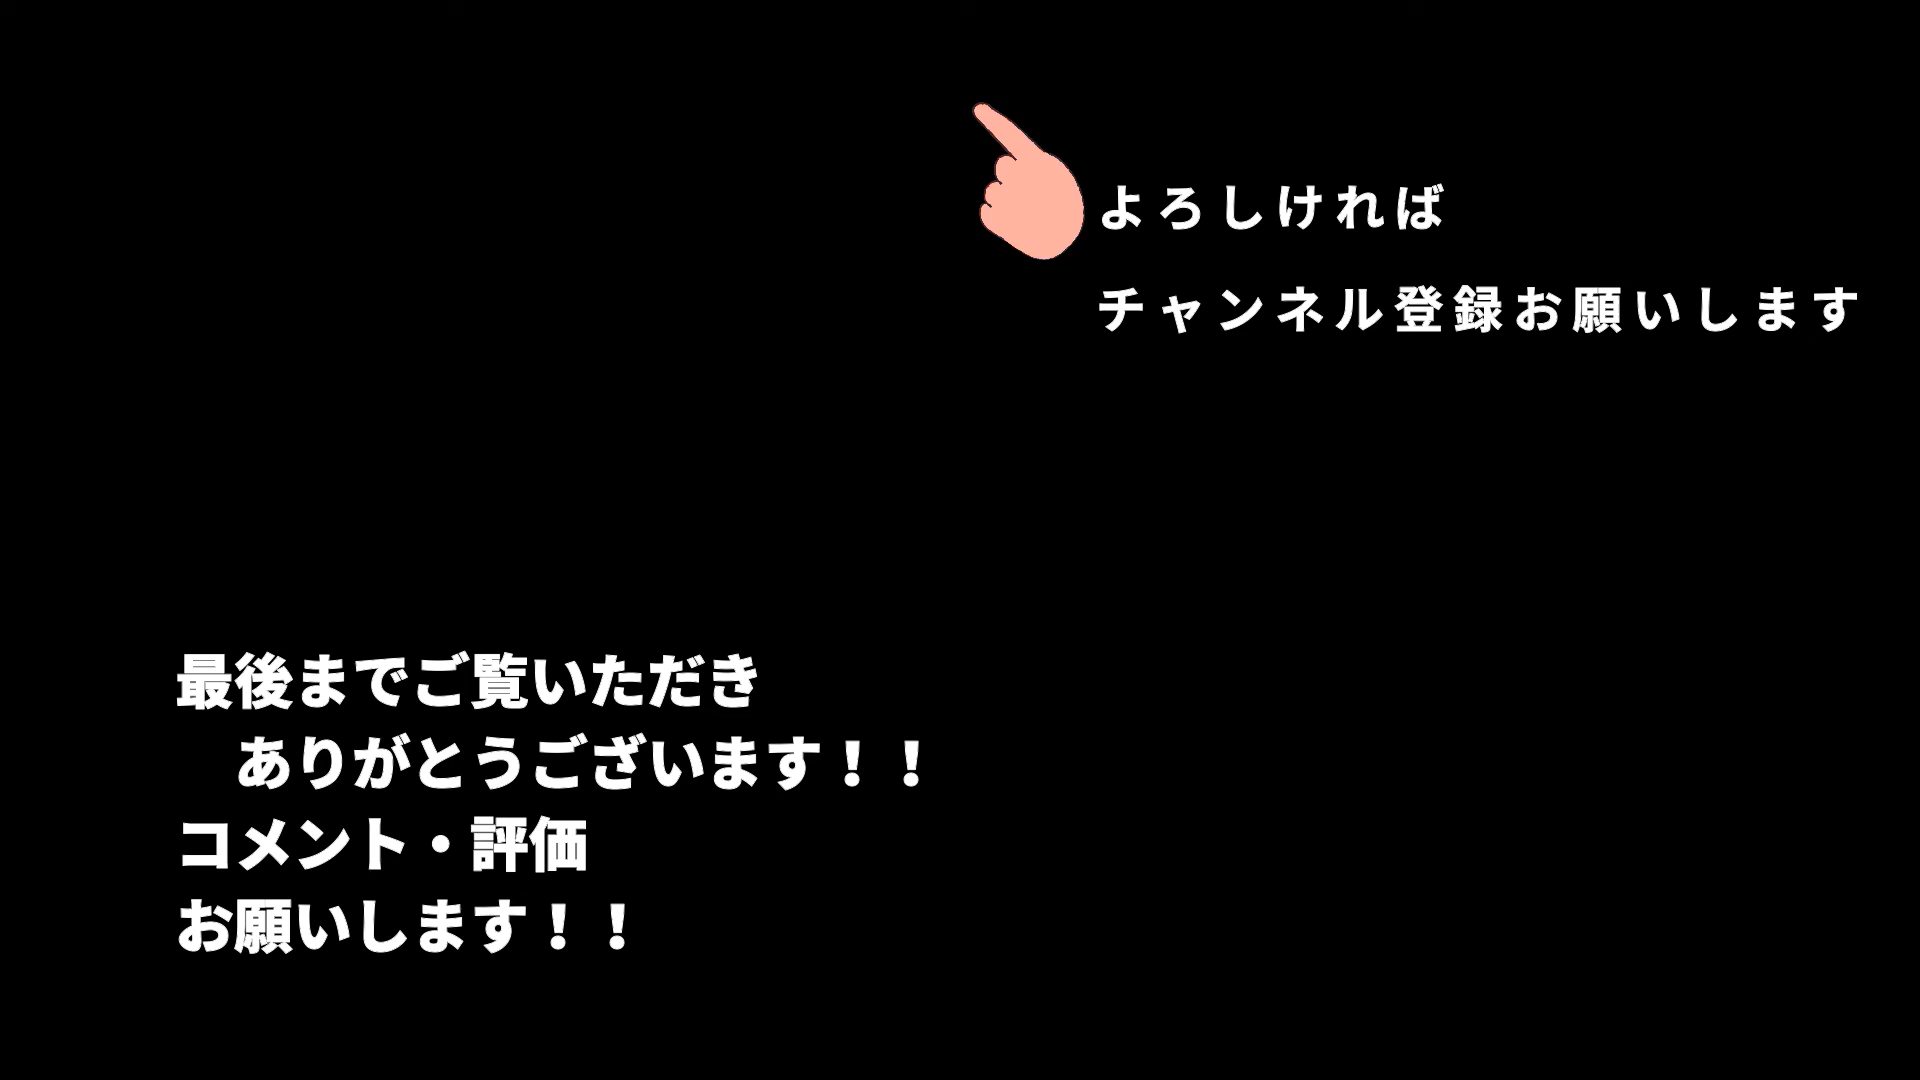 よろしければ
チャンネル登録お願いします
最後までご覧いただき
　ありがとうございます！！
コメント・評価
お願いします！！